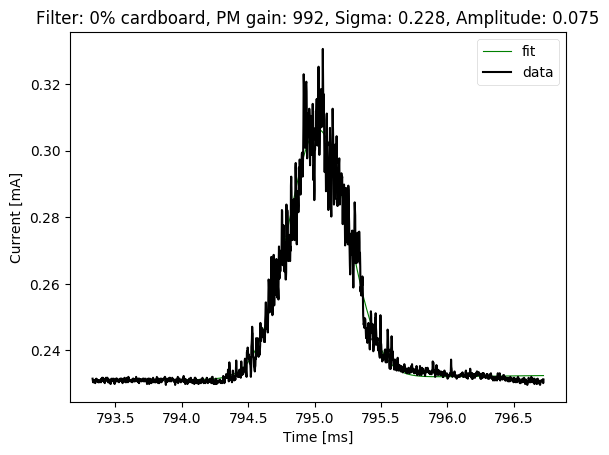 Filter: 0% cardboard, PM gain: 992, Sigma: 0.228, Amplitude: 0.075
fit
data
0.32
0.30
0.28
0.26
0.24
Current [mA]
793.5 794.0 794.5 795.0 795.5 796.0 796.5
Time [ms]